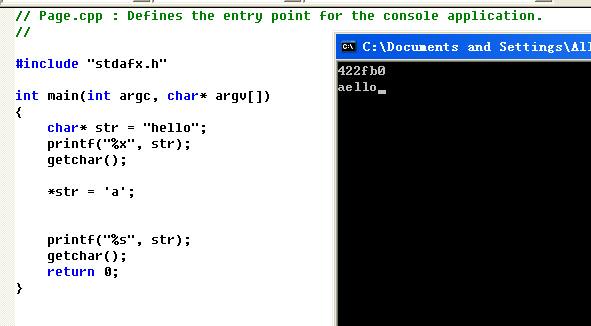 // Page.cpp : Defines the entry point for the console application.
//
#include "stdafx.h"
int main(int argc, char* argv[])
{
char* str = "hello";
printf("%x", str);
getchar();
*str = 'a';
printf("%s", str);
getchar();
return 0;
}
C:\Documents and Settings\All
422fb0
aello_